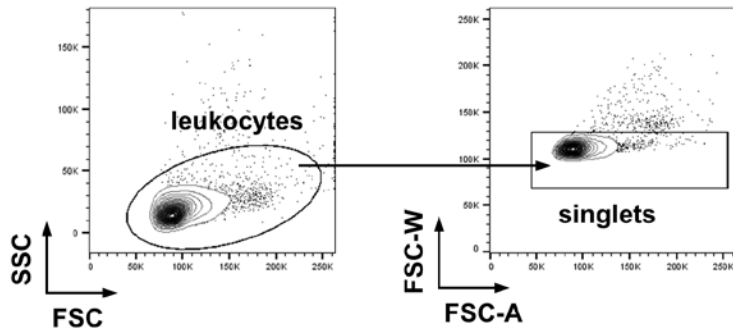 150K
100K
50K
0
leukocytes
SSC
0 50K 100K 150K 200K 250K
FSC
250K
200K
150K
100K
50K
0
singlets
FSC-W
0 50K 100K 150K 200K 250K
FSC-A